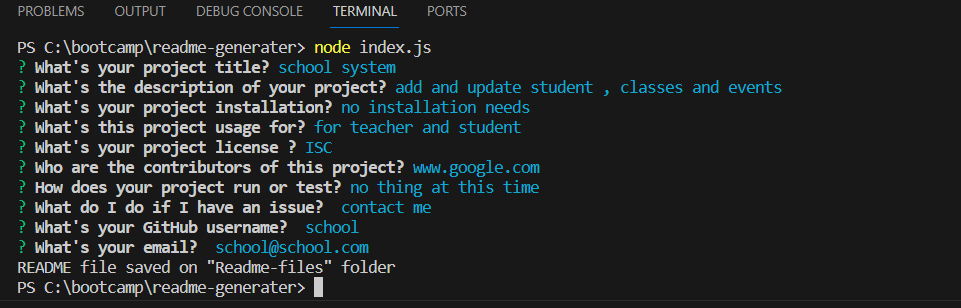 PROBLEMS OUTPUT DEBUG CONSOLE TERMINAL PORTS
PS C:\bootcamp\readme-generater> node index.js
? What's your project title? school system
? What's the description of your project? add and update student , classes and events
? What's your project installation? no installation needs
? What's this project usage for? for teacher and student
? What's your project license ? ISC
? Who are the contributors of this project? www.google.com
? How does your project run or test? no thing at this time
? What do I do if I have an issue?  contact me
? What's your GitHub username?  school
? What's your email?  school@school.com
README file saved on "Readme-files" folder
PS C:\bootcamp\readme-generater>